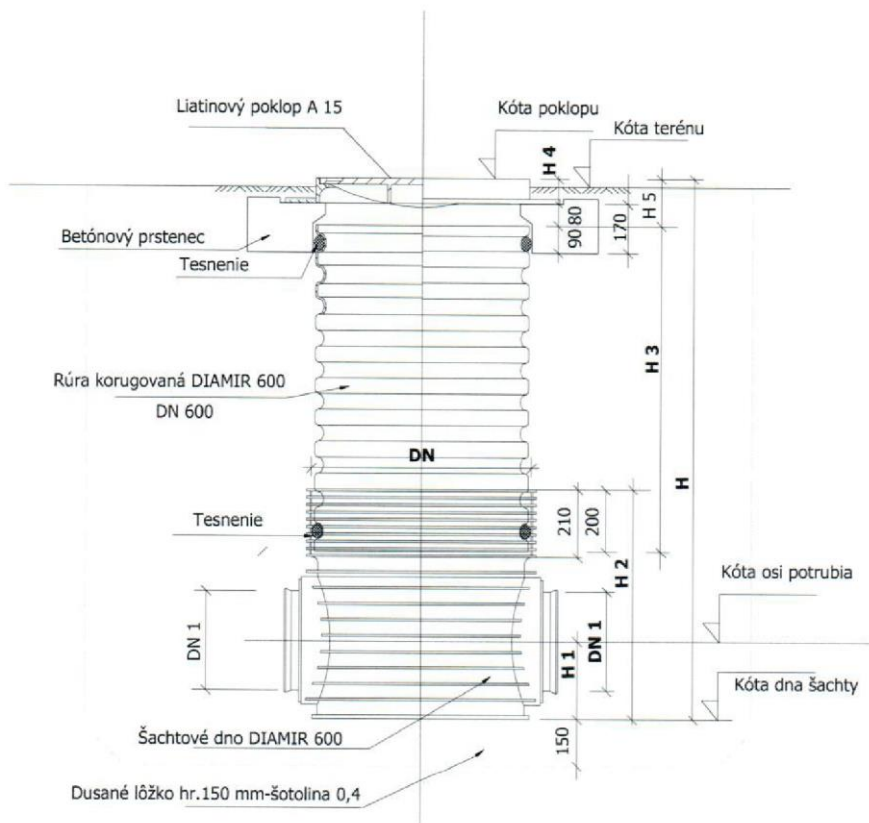 Liatinový poklop A 15
Kóta poklopu
Kóta terénu
H 4
H 5
80
90
170
Betónový prstenec
Tesnenie
H 3
Rúra korugovaná DIAMIR 600
DN 600
DN
H
210
200
Tesnenie
H 2
Kóta osi potrubia
DN 1
DN 1
H 1
Kóta dna šachty
Šachtové dno DIAMIR 600
150
Dusané lôžko hr.150 mm-šotolina 0,4